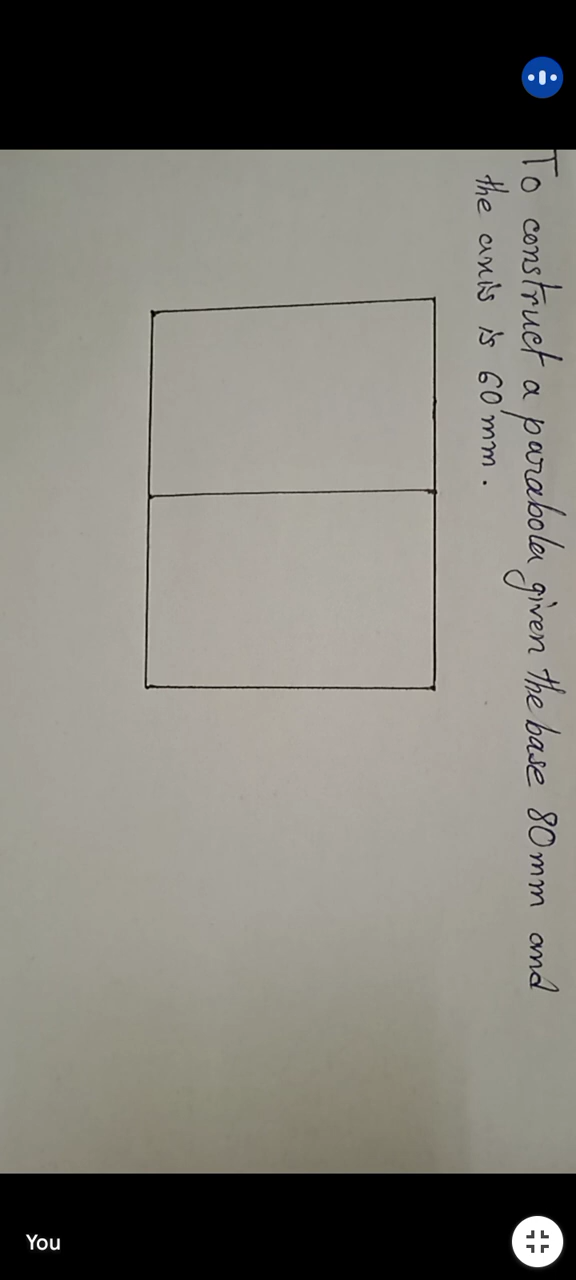 To construct a parabola given the base 80mm and
the axis is 60mm.
You